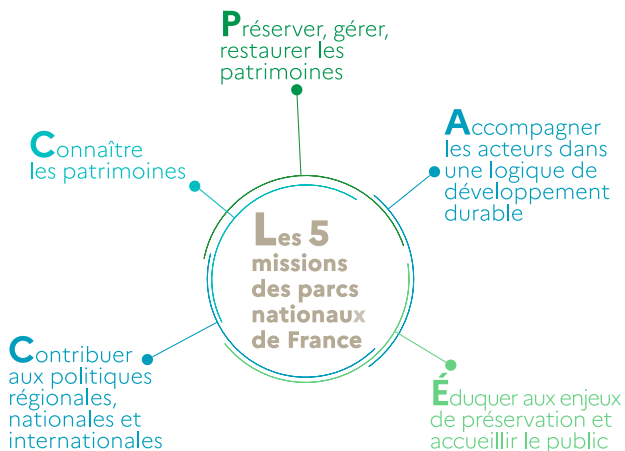 Préserver, gérer,
restaurer les
patrimoines
Accompagner
les acteurs dans
une logique de
développement
durable
Connaître
les patrimoines
Les 5
missions
des parcs
nationaux
de France
Contribuer
aux politiques
régionales,
nationales et
internationales
Éduquer aux enjeux
de préservation et
accueillir le public